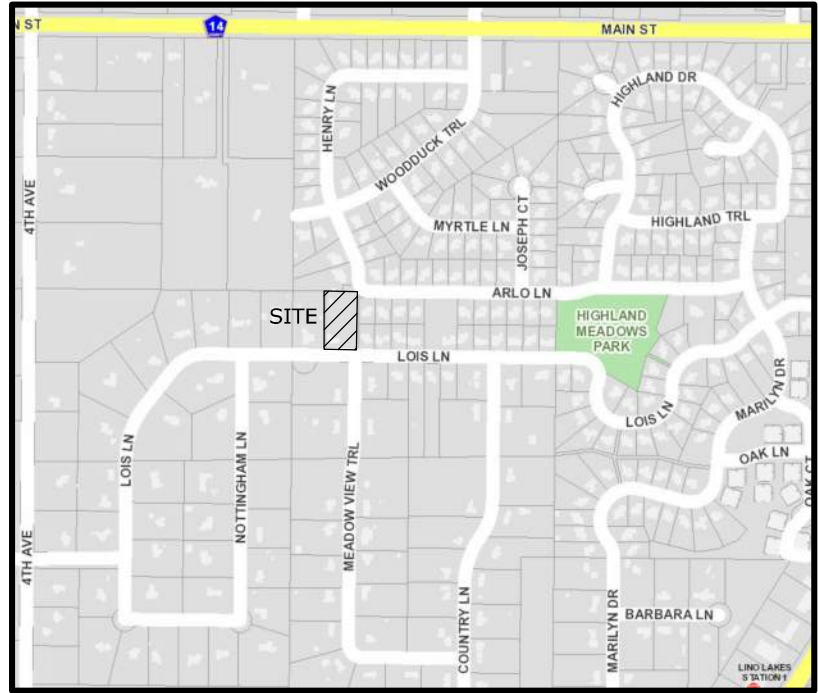 N ST
14
MAIN ST
HIGHLAND DR
HENRY LN
WOODDUCK TRL
4TH AVE
MYRTLE LN
JOSEPH CT
HIGHLAND TRL
ARLO LN
SITE
HIGHLAND
MEADOWS
PARK
LOIS LN
MARILYN DR
LOIS LN
LOIS LN
NOTTINGHAM LN
MEADOW VIEW TRL
OAK LN
OAK CT
4TH AVE
COUNTRY LN
MARILYN DR
BARBARA LN
LINO LAKES
STATION 1